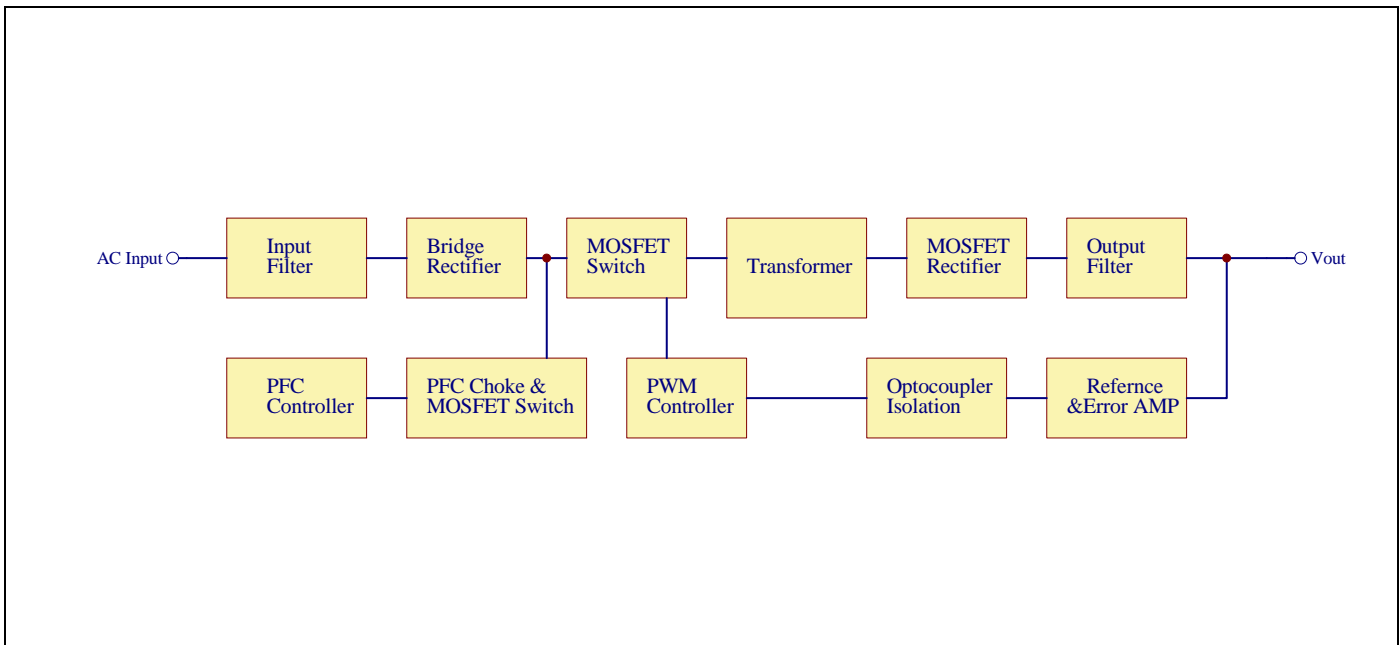 AC Input
Input
Filter
Bridge
Rectifier
MOSFET
Switch
Transformer
MOSFET
Rectifier
Output
Filter
Vout
PFC
Controller
PFC Choke &
MOSFET Switch
PWM
Controller
Optocoupler
Isolation
Refernce
&Error AMP